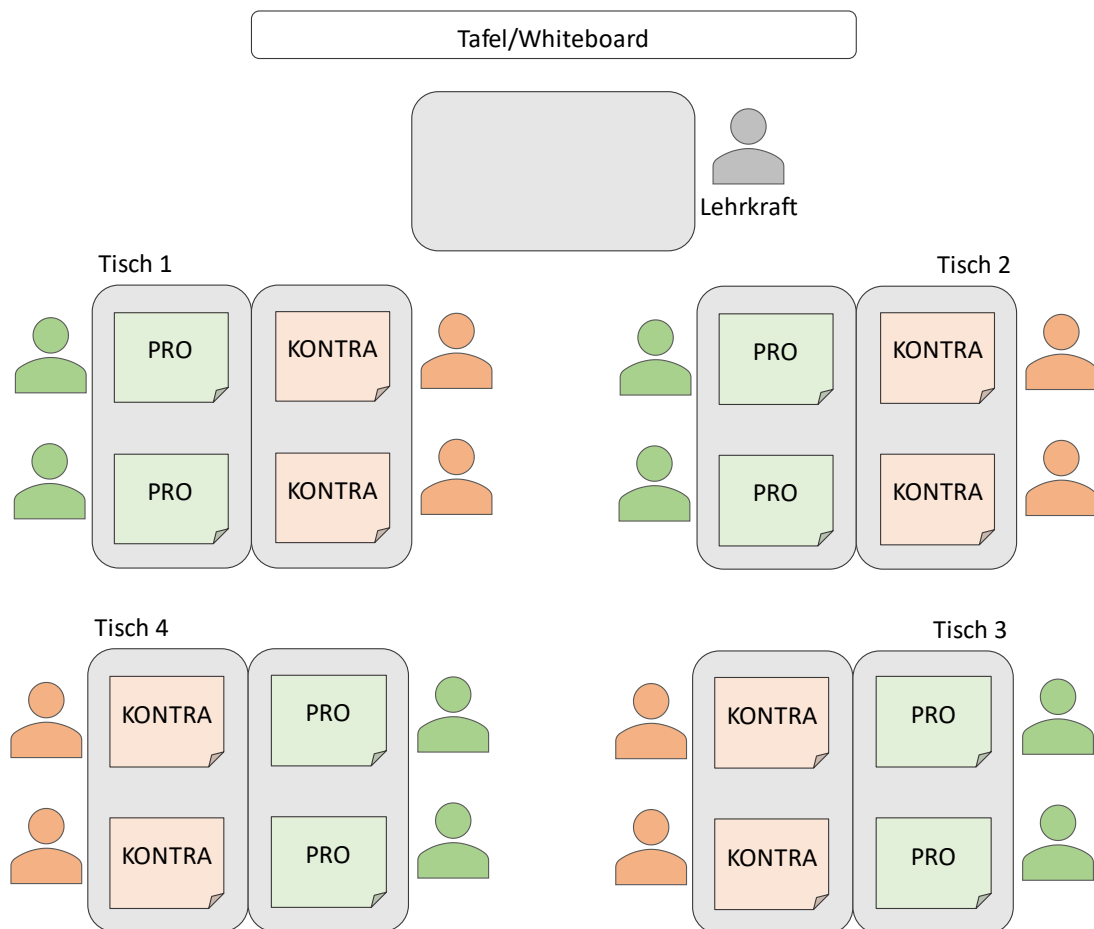 Tafel/Whiteboard
Lehrkraft
Tisch 1
Tisch 2
PRO
KONTRA
PRO
KONTRA
PRO
KONTRA
PRO
KONTRA
Tisch 4
Tisch 3
KONTRA
PRO
KONTRA
PRO
KONTRA
PRO
KONTRA
PRO